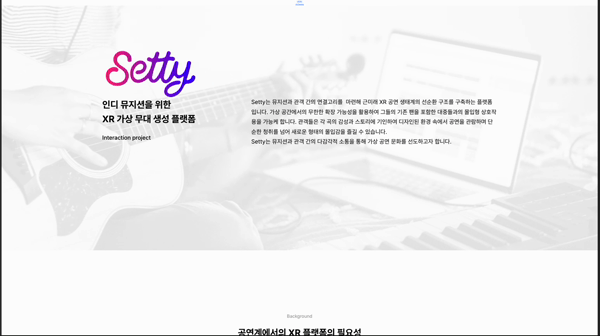 Setty
인디 뮤지션을 위한
XR 가상 무대 생성 플랫폼
Interaction project
Setty는 뮤지션과 관객 간의 연결고리를 마련해 근미래 XR 공연 생태계의 선순환 구조를 구축하는 플랫폼
입니다. 가상 공간에서의 무한한 확장 가능성을 활용하여 그들의 기존 팬을 포함한 대중들과의 몰입형 상호작
용을 가능케 합니다. 관객들은 각 곡의 감성과 스토리에 기인하여 디자인된 환경 속에서 공연을 관람하며 단
순한 청취를 넘어 새로운 형태의 몰입감을 즐길 수 있습니다.
Setty는 뮤지션과 관객 간의 다감각적 소통을 통해 가상 공연 문화를 선도하고자 합니다.
Background
공연계에서의 XR 플랫폼의 필요성